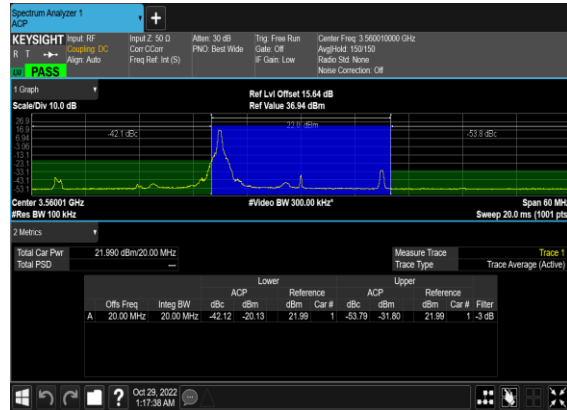 Spectrum Analyzer 1
ACP
+
KEYSIGHT Input: RF Input Z: 50 Ω Atten: 30 dB Trig: Free Run Center Freq: 3.560010000 GHz
R T Coupling: DC Corr CCorr PNO: Best Wide Gate: Off Avg|Hold: 150/150
Align: Auto Freq Ref: Int (S) IF Gain: Low Radio Std: None
LW PASS Noise Correction: Off
1 Graph
Ref Lvl Offset 15.64 dB
Scale/Div 10.0 dB Ref Value 36.94 dBm
26.9
16.9
6.94
-3.06
-13.1
-23.1
-33.1
-43.1
-53.1
-42.1 dBc 22.0 dBm -53.8 dBc
Center 3.56001 GHz #Video BW 300.00 kHz* Span 60 MHz
#Res BW 100 kHz Sweep 20.0 ms (1001 pts
2 Metrics
Total Car Pwr 21.990 dBm/20.00 MHz Measure Trace Trace 1
Total PSD --- Trace Type Trace Average (Active)
Lower Upper
ACP Reference ACP Reference
Offs Freq Integ BW dBc dBm dBm Car # dBc dBm dBm Car # Filter
A 20.00 MHz 20.00 MHz -42.12 -20.13 21.99 1 -53.79 -31.80 21.99 1 -3 dB
? Oct 29, 2022
1:17:38 AM